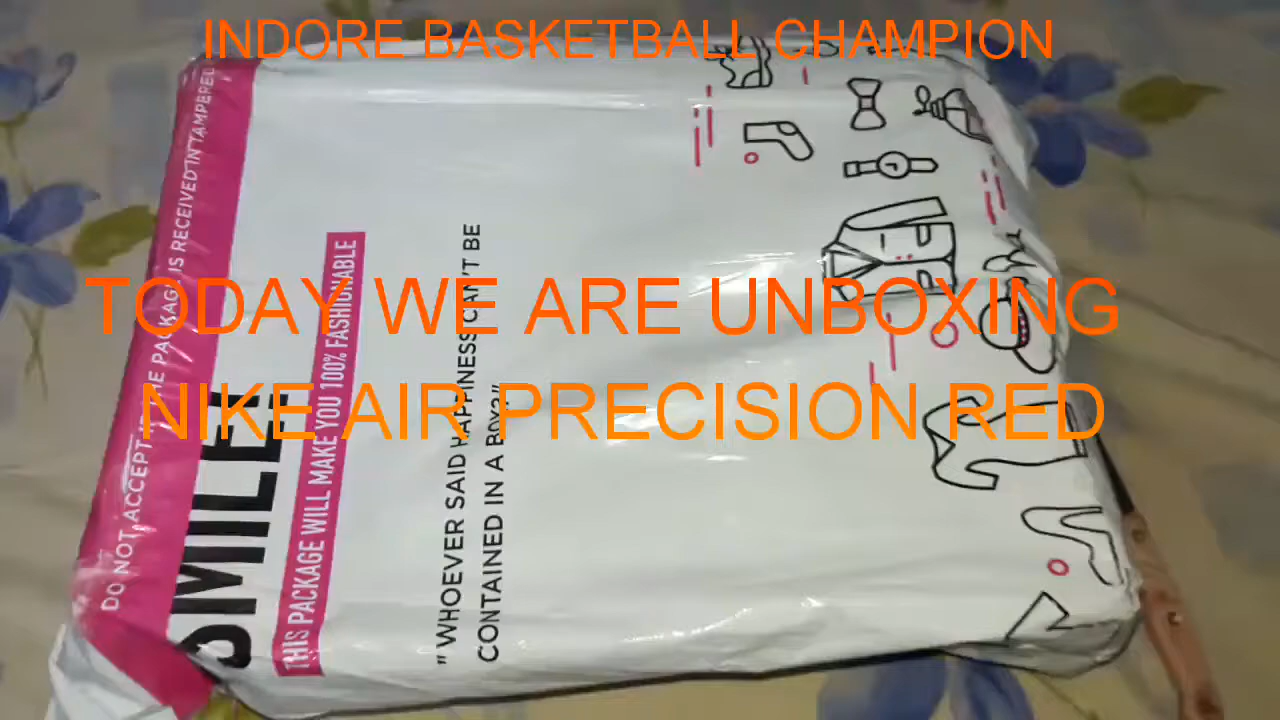 INDORE BASKETBALL CHAMPION
TODAY WE ARE UNBOXING
NIKE AIR PRECISION RED
DO NOT ACCEPT THE PACKAGE IS RECEIVED IN TAMPERED
SMILE!
THIS PACKAGE WILL MAKE YOU 100% FASHIONABLE
"WHOEVER SAID HAPPINESS CAN'T BE
CONTAINED IN A BOX?"